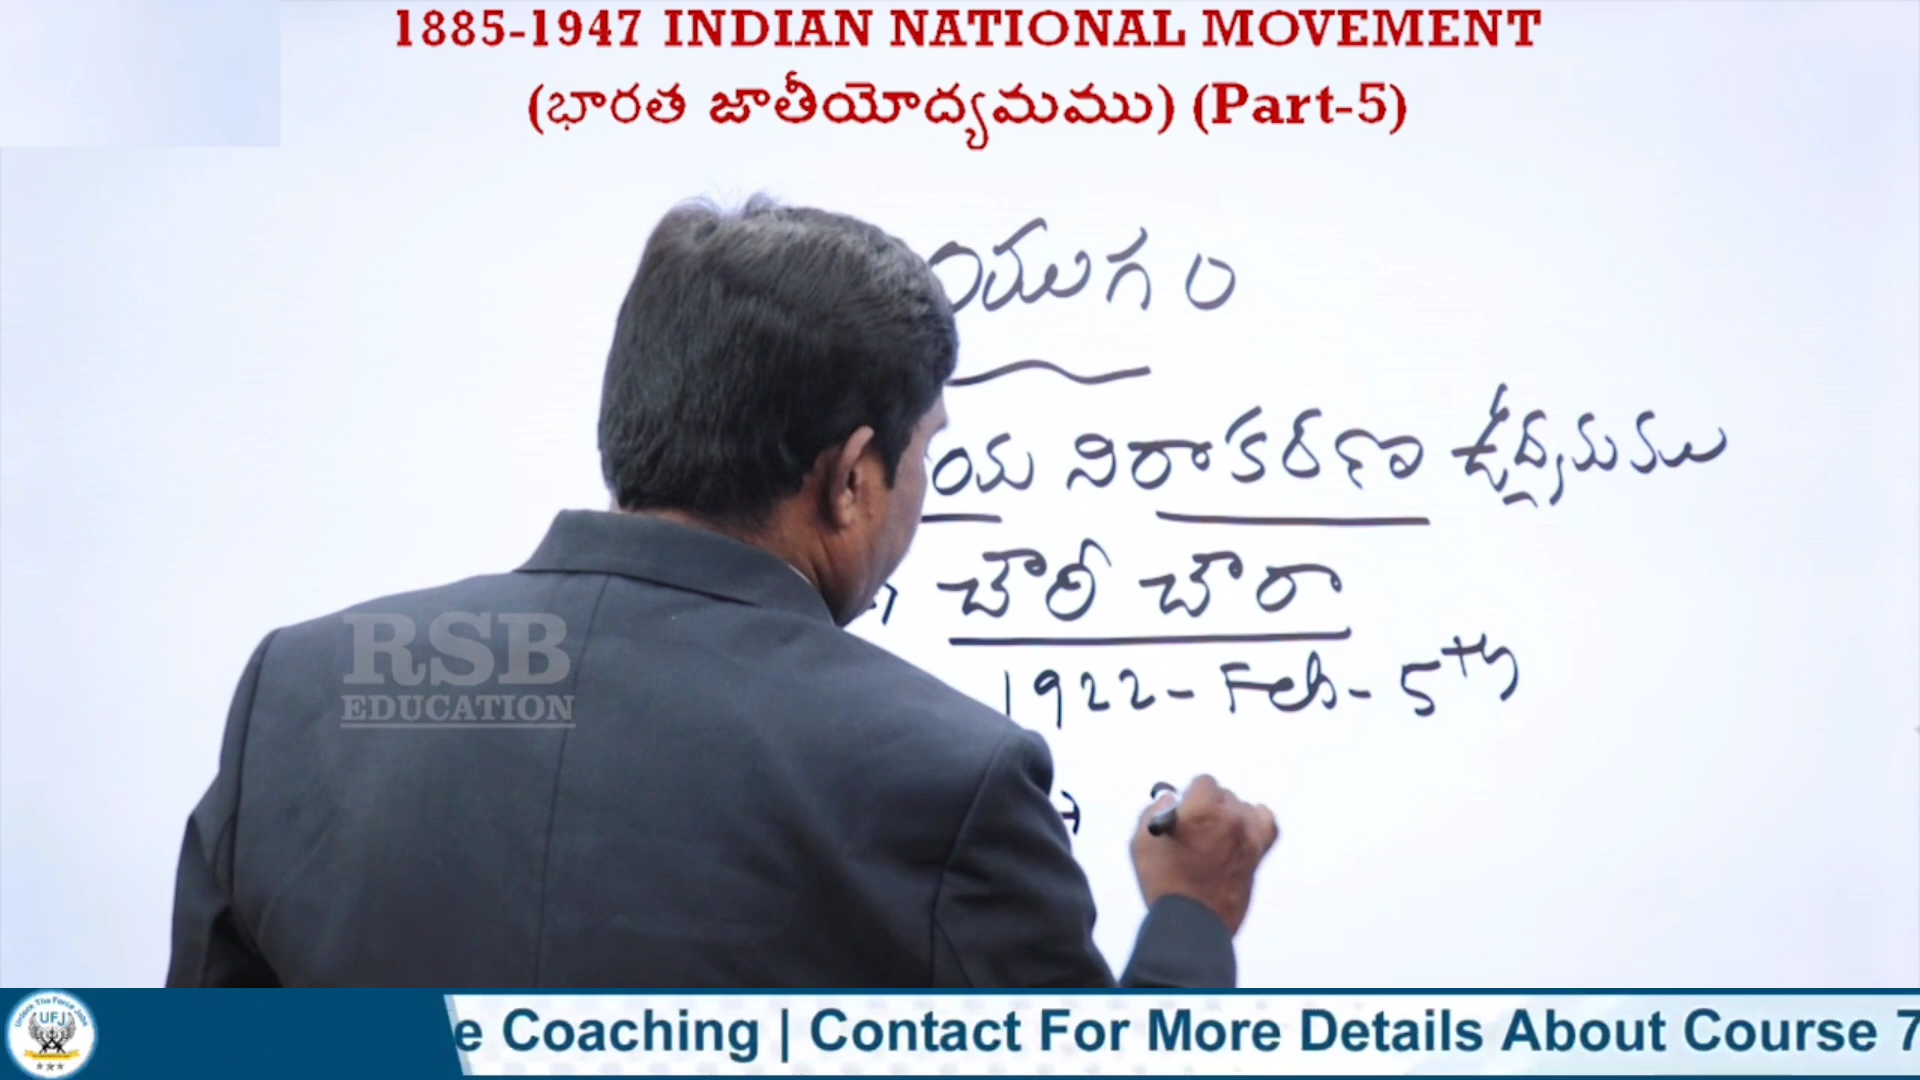 1885-1947 INDIAN NATIONAL MOVEMENT
(భారత జాతీయోద్యమము) (Part-5)
యుగం
నిరాకరణ ఉద్యమము
చౌరీ చౌరా
1922 - Feb - 5th
RSB
EDUCATION
UFJ
Coaching | Contact For More Details About Course 7